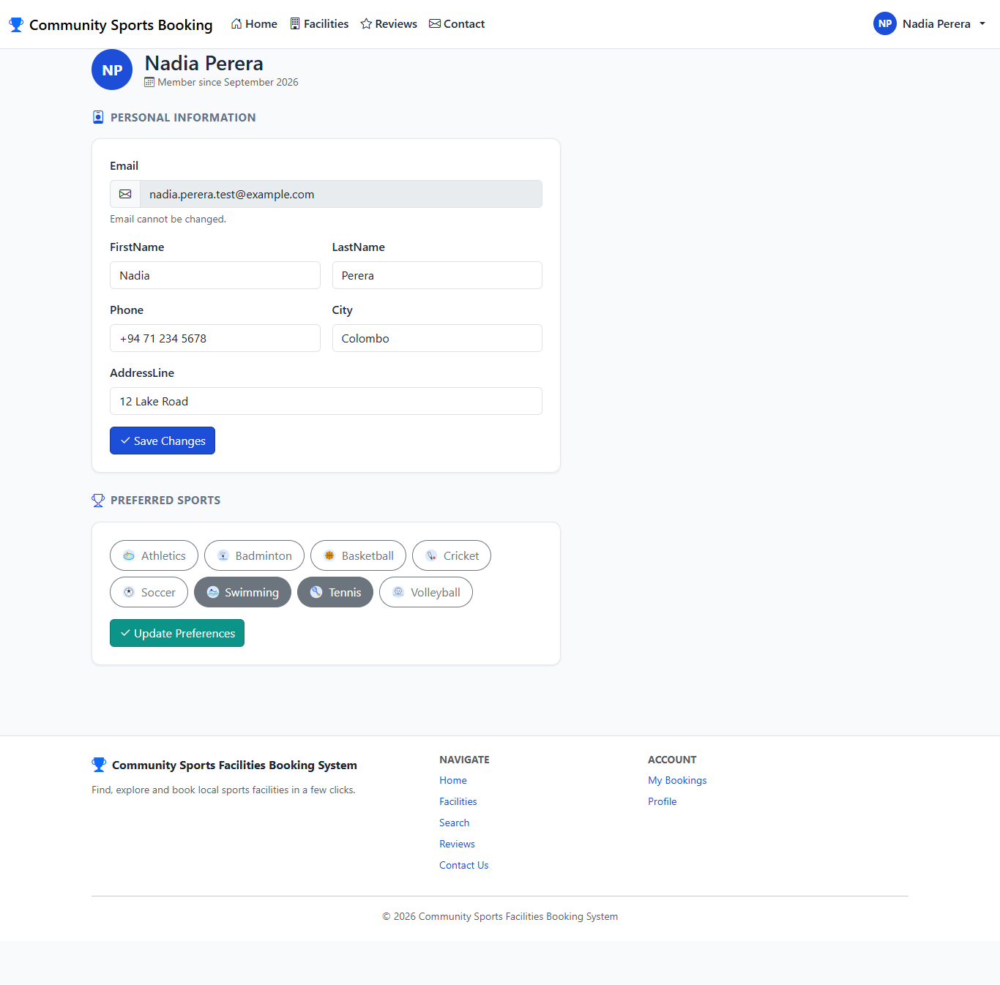 Community Sports Booking Home Facilities Reviews Contact NP Nadia Perera
NP
Nadia Perera
Member since September 2026
PERSONAL INFORMATION
Email
nadia.perera.test@example.com
Email cannot be changed.
FirstName LastName
Nadia Perera
Phone City
+94 71 234 5678 Colombo
AddressLine
12 Lake Road
Save Changes
PREFERRED SPORTS
Athletics Badminton Basketball Cricket
Soccer Swimming Tennis Volleyball
Update Preferences
Community Sports Facilities Booking System
Find, explore and book local sports facilities in a few clicks.
NAVIGATE
Home
Facilities
Search
Reviews
Contact Us
ACCOUNT
My Bookings
Profile
© 2026 Community Sports Facilities Booking System